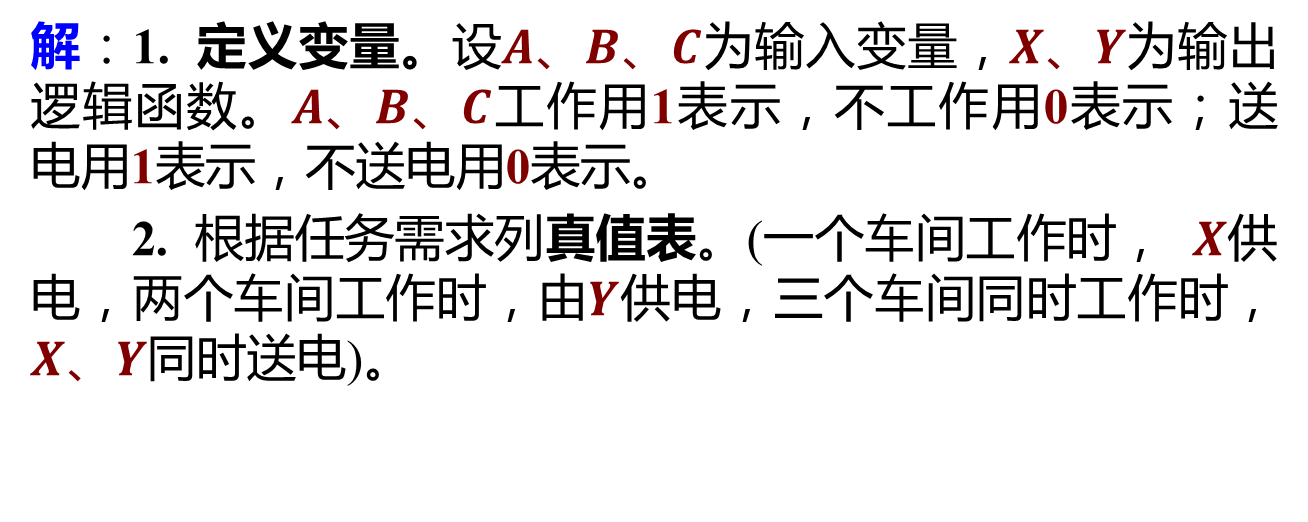 解：1. 定义变量。设A、B、C为输入变量，X、Y为输出
逻辑函数。A、B、C工作用1表示，不工作用0表示；送
电用1表示，不送电用0表示。
2. 根据任务需求列真值表。(一个车间工作时， X供
电，两个车间工作时，由Y供电，三个车间同时工作时，
X、Y同时送电)。